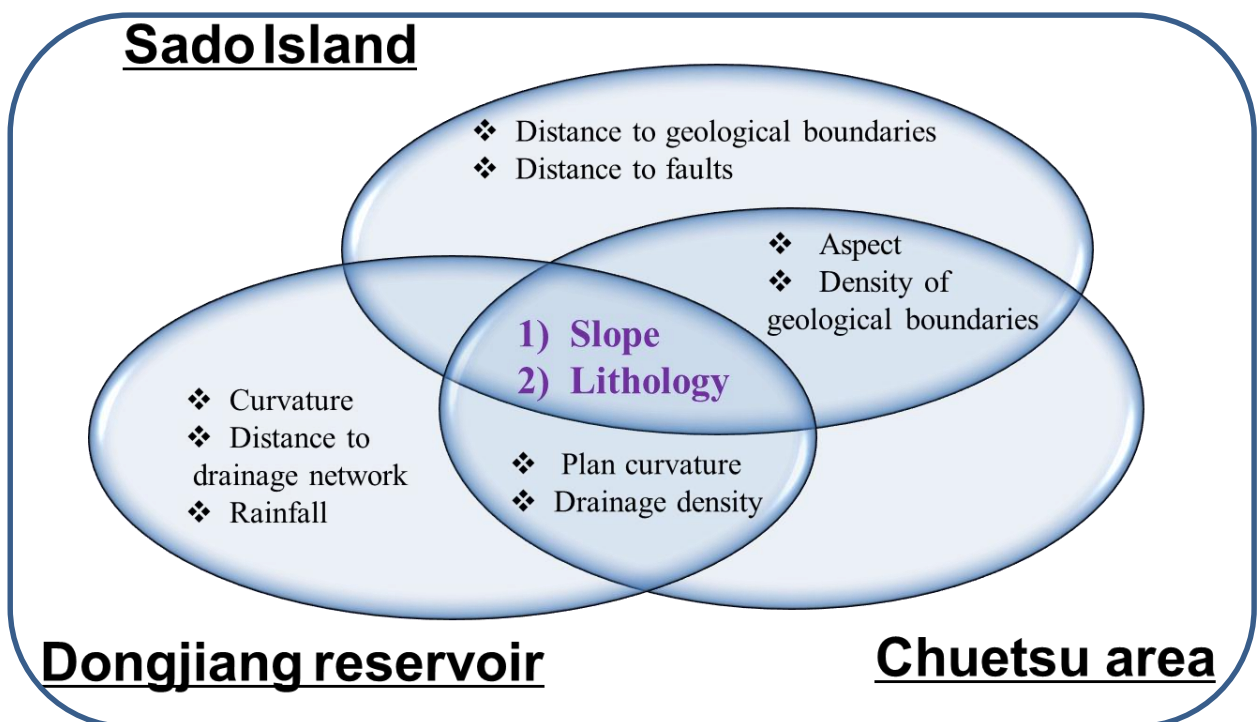 Sado Island
❖ Distance to geological boundaries
❖ Distance to faults
❖ Aspect
❖ Density of
geological boundaries
1) Slope
2) Lithology
❖ Curvature
❖ Distance to
drainage network
❖ Rainfall
❖ Plan curvature
❖ Drainage density
Dongjiang reservoir
Chuetsu area